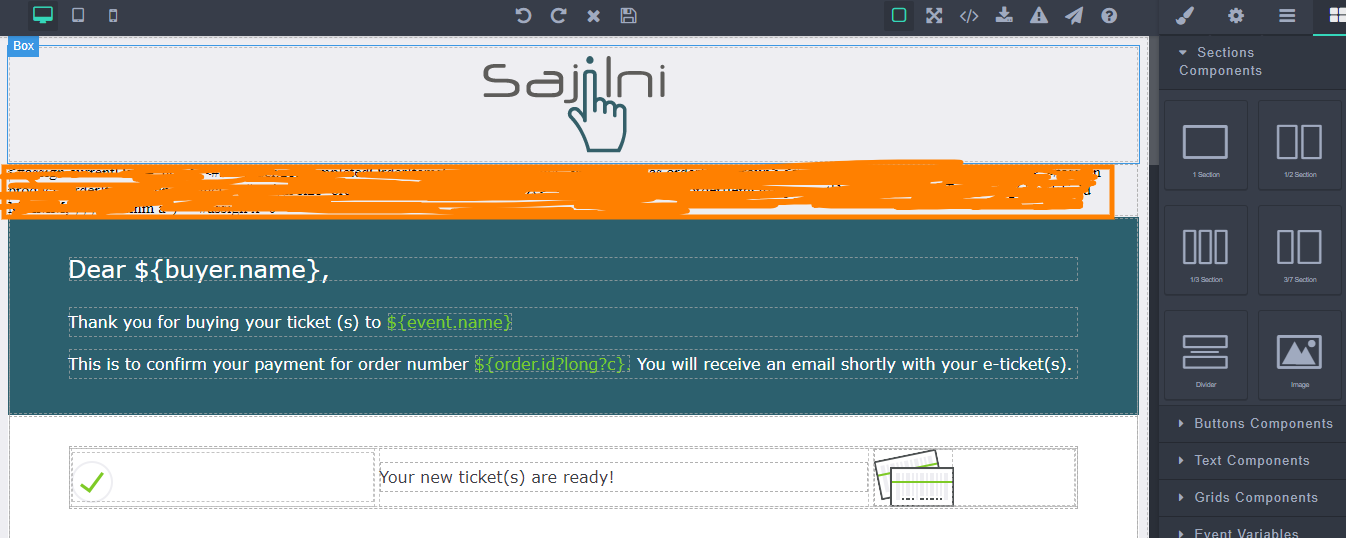 Box
Sajilni
Dear ${buyer.name},
Thank you for buying your ticket (s) to ${event.name}
This is to confirm your payment for order number ${order.id?long?c}. You will receive an email shortly with your e-ticket(s).
Your new ticket(s) are ready!
Sections
Components
1 Section
1/2 Section
1/3 Section
3/7 Section
Divider
Image
Buttons Components
Text Components
Grids Components
Event Variables